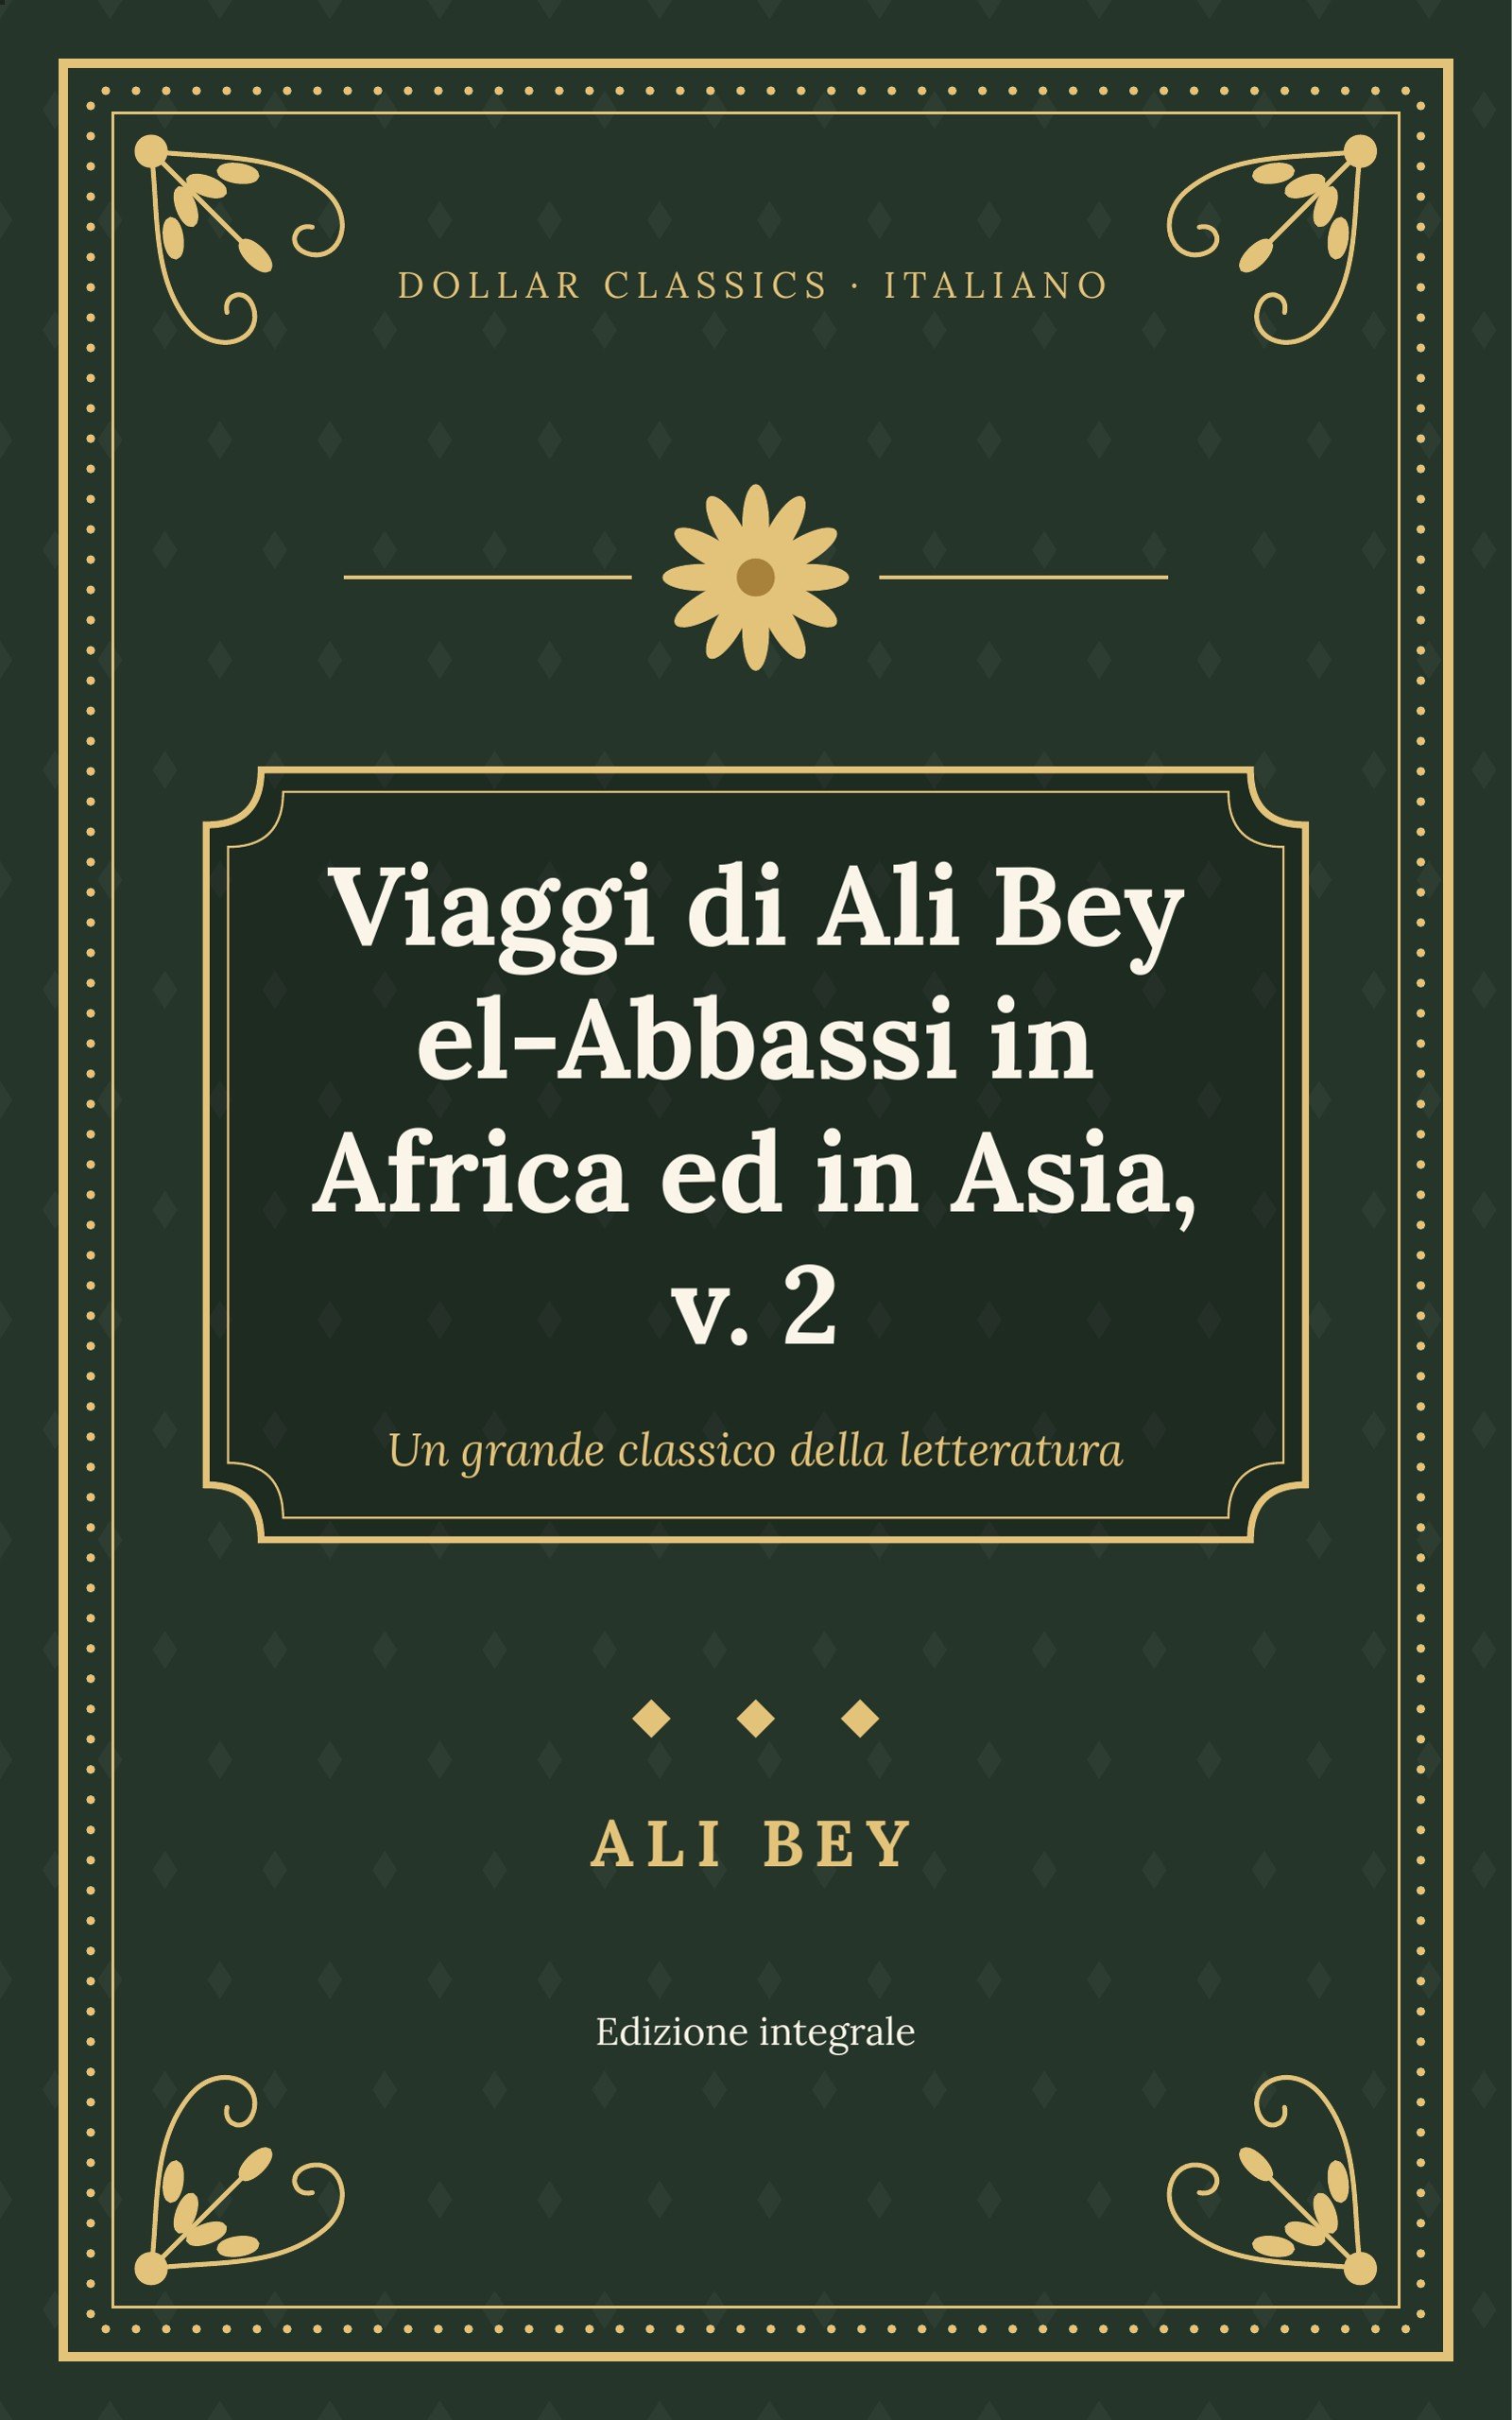 DOLLAR CLASSICS · ITALIANO
Viaggi di Ali Bey
el-Abbassi in
Africa ed in Asia,
v. 2
Un grande classico della letteratura
ALI BEY
Edizione integrale